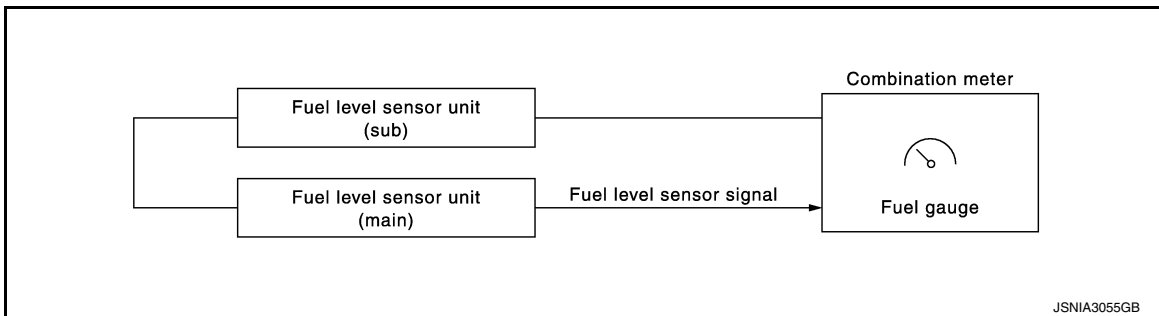 Combination meter
Fuel level sensor unit
(sub)
Fuel level sensor unit
(main)
Fuel level sensor signal
Fuel gauge
JSNIA3055GB